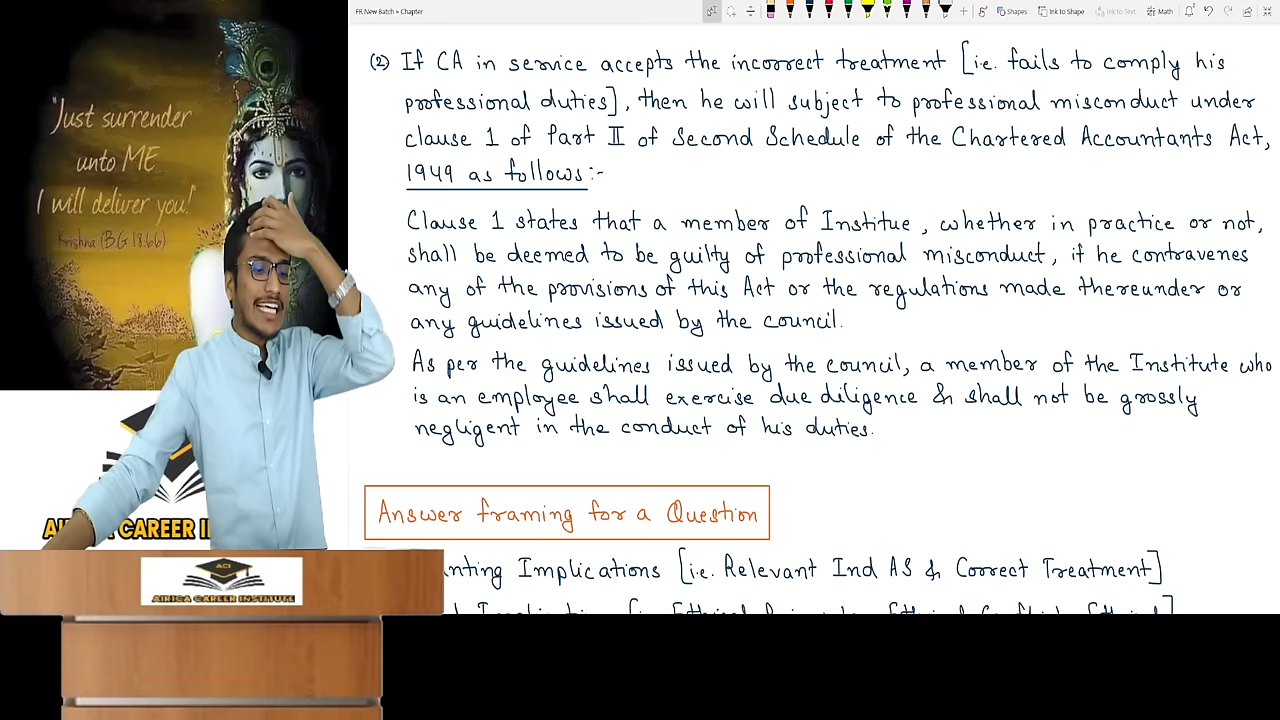 FR New Batch » Chapter
Shapes
Ink to Shape
Ink to Text
Math
(2) If CA in service accepts the incorrect treatment [i.e. fails to comply his
professional duties], then he will subject to professional misconduct under
clause 1 of Part II of Second Schedule of the Chartered Accountants Act,
1949 as follows:-
Clause 1 states that a member of Institue, whether in practice or not,
shall be deemed to be guilty of professional misconduct, if he contravenes
any of the provisions of this Act or the regulations made thereunder or
any guidelines issued by the council.
As per the guidelines issued by the council, a member of the Institute who
is an employee shall exercise due diligence & shall not be grossly
negligent in the conduct of his duties.
Answer framing for a Question
nting Implications [i.e. Relevant Ind AS & Correct Treatment]
"Just surrender
unto ME
I will deliver you!"
Krishna (B.G 18:66)
CAREER
ACI
AIRICA CAREER INSTITUTE